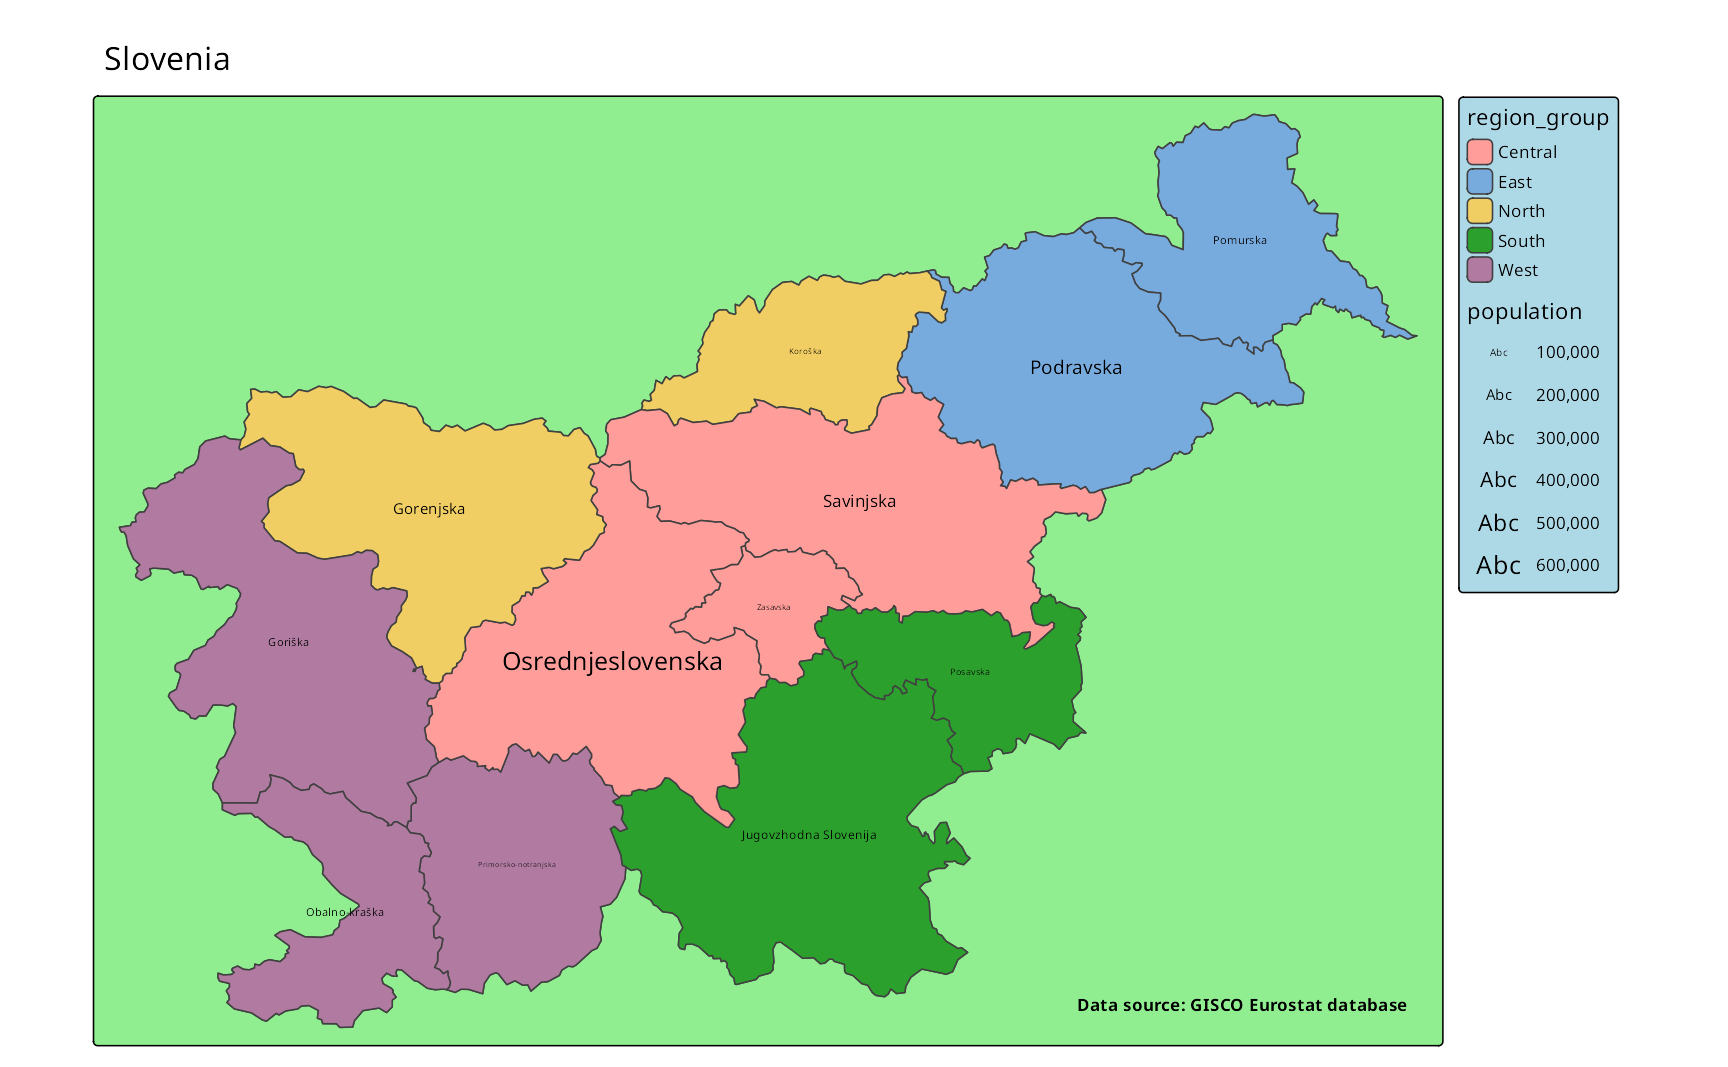 Slovenia
region_group
Central
East
North
South
West
population
Abc 100,000
Abc 200,000
Abc 300,000
Abc 400,000
Abc 500,000
Abc 600,000
Pomurska
Koroška
Podravska
Savinjska
Gorenjska
Zasavska
Goriška
Osrednjeslovenska
Posavska
Jugovzhodna Slovenija
Primorsko-notranjska
Obalno-kraška
Data source: GISCO Eurostat database